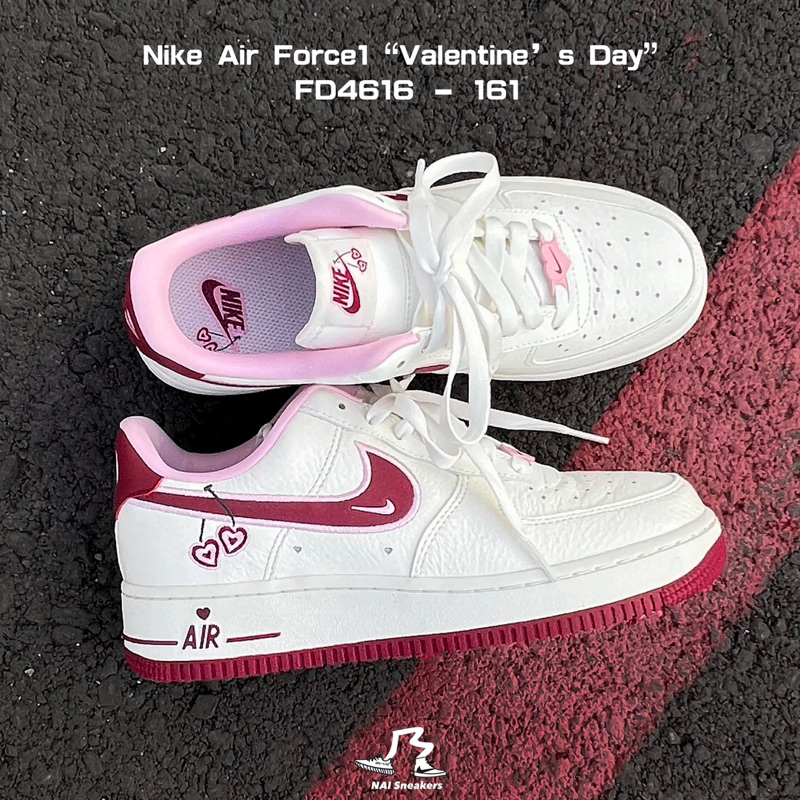 Nike Air Force1 “Valentine’s Day”
FD4616 - 161
NIKE
NIKE
AIR
NAI Sneakers